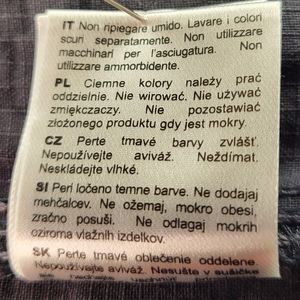 IT Non ripiegare umido. Lavare i colori
scuri separatamente. Non utilizzare
macchinari per l'asciugatura. Non
utilizzare ammorbidente.
PL Ciemne kolory należy prać
oddzielnie. Nie wirować. Nie używać
zmiękczaczy. Nie pozostawiać
złożonego produktu gdy jest mokry.
CZ Perte tmavé barvy zvlášť.
Nepoužívejte aviváž. Neždímat.
Neskládejte vlhké.
SI Peri ločeno temne barve. Ne dodajaj
mehčalcev. Ne ožemaj, mokro obesi,
zračno posuši. Ne odlagaj mokrih
oziroma vlažnih izdelkov.
SK Perte tmavé oblečenie oddelene.
Nepoužívajte aviváž. Nesušte v sušičke